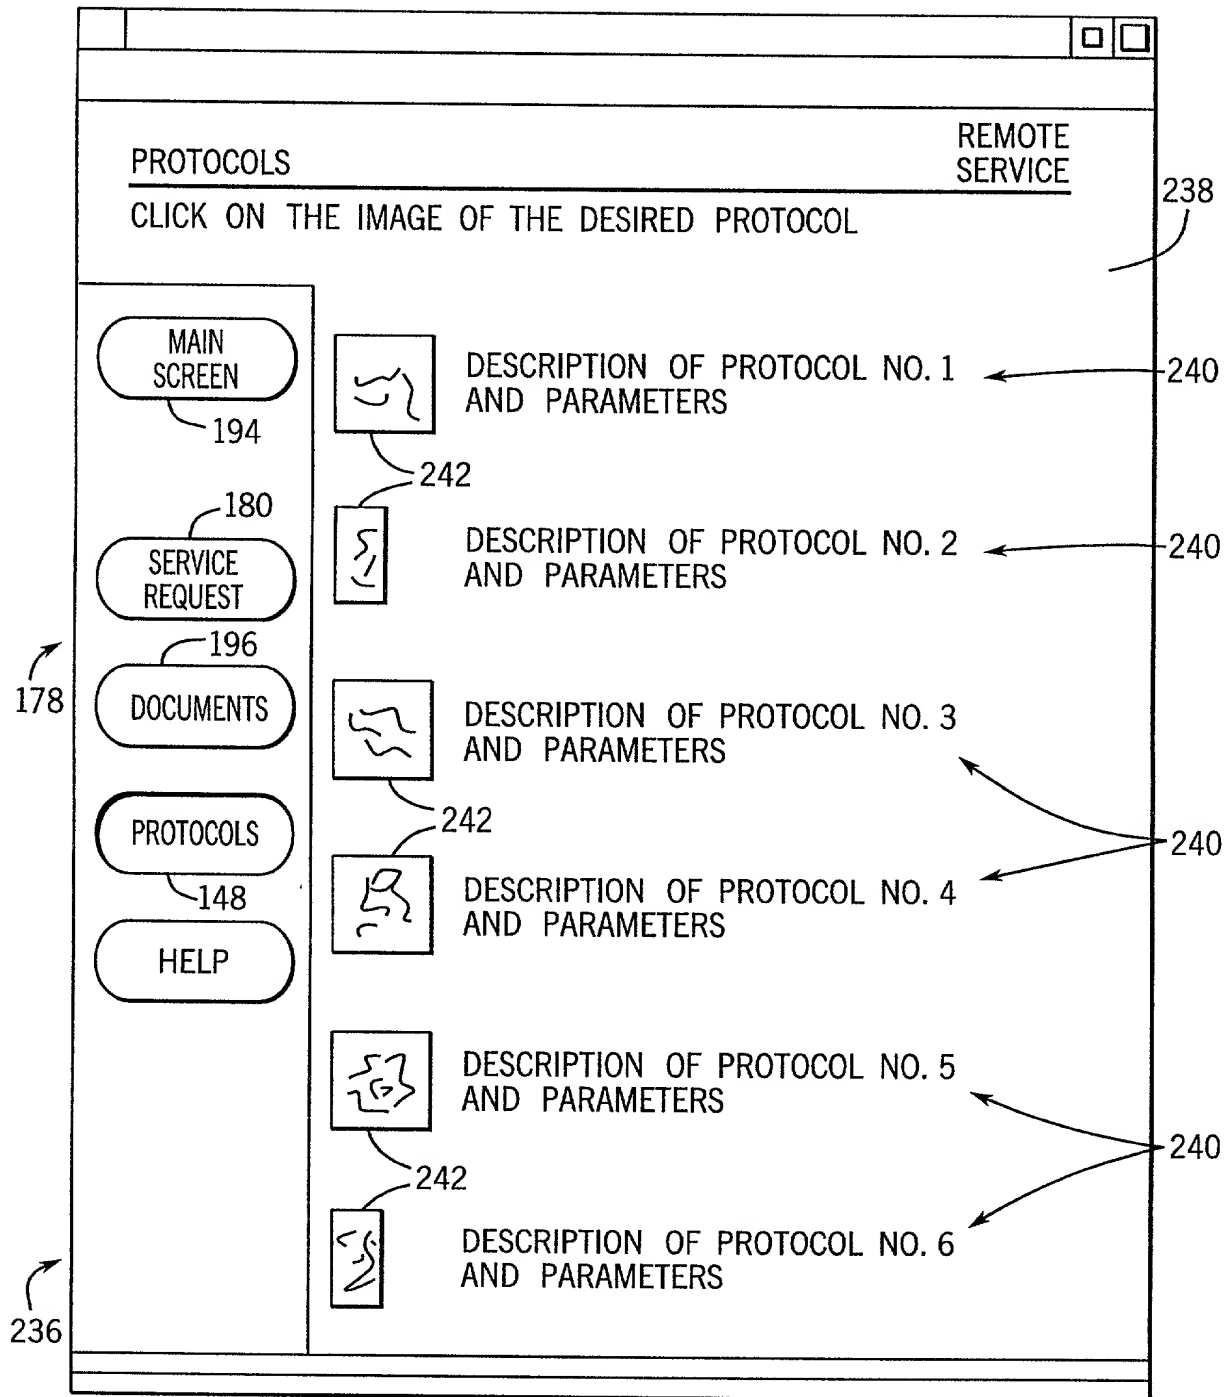 REMOTE
PROTOCOLS SERVICE
238
CLICK ON THE IMAGE OF THE DESIRED PROTOCOL
MAIN
SCREEN
194
180
SERVICE
REQUEST
196
178
DOCUMENTS
PROTOCOLS
148
HELP
236
DESCRIPTION OF PROTOCOL NO. 1
AND PARAMETERS
240
242
DESCRIPTION OF PROTOCOL NO. 2
AND PARAMETERS
240
DESCRIPTION OF PROTOCOL NO. 3
AND PARAMETERS
242
240
DESCRIPTION OF PROTOCOL NO. 4
AND PARAMETERS
DESCRIPTION OF PROTOCOL NO. 5
AND PARAMETERS
240
242
DESCRIPTION OF PROTOCOL NO. 6
AND PARAMETERS